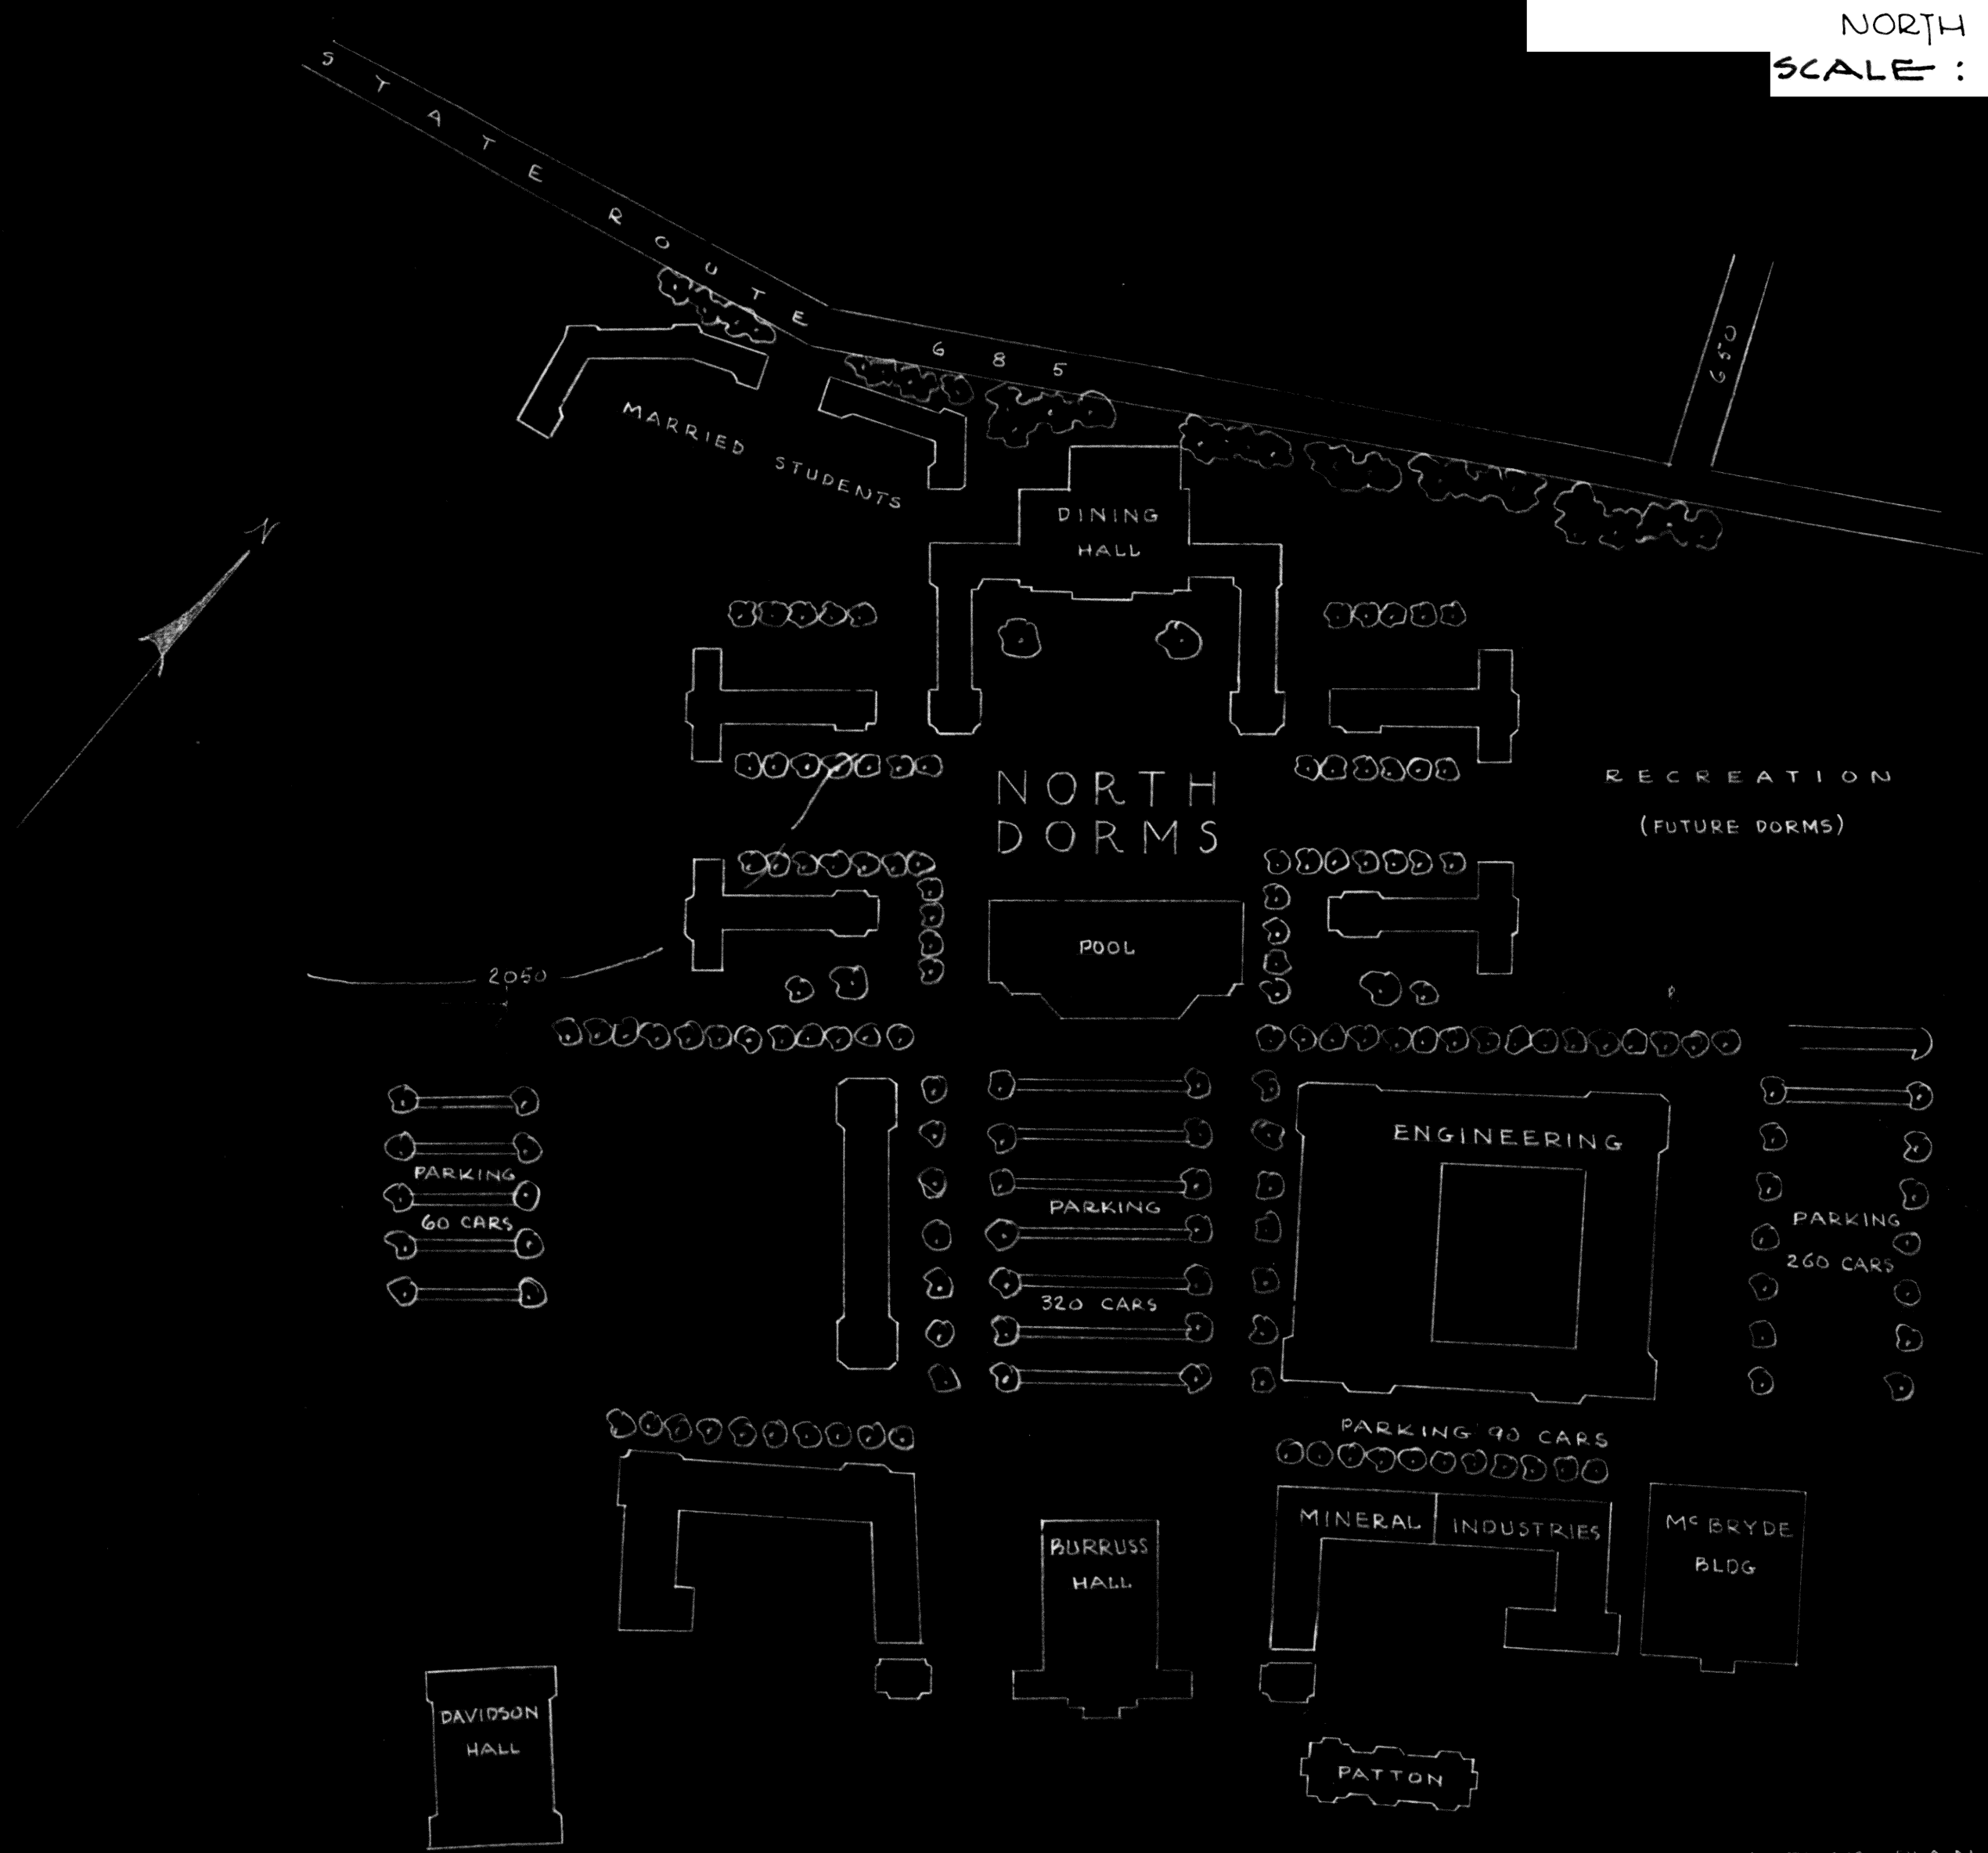 NORTH
SCALE:
STATE ROUTE 685
650
MARRIED STUDENTS
DINING
HALL
N
NORTH
DORMS
RECREATION
(FUTURE DORMS)
POOL
2050
ENGINEERING
PARKING
60 CARS
PARKING
320 CARS
PARKING
260 CARS
PARKING 90 CARS
MINERAL INDUSTRIES
McBRYDE
BLDG
BURRUSS
HALL
DAVIDSON
HALL
PATTON